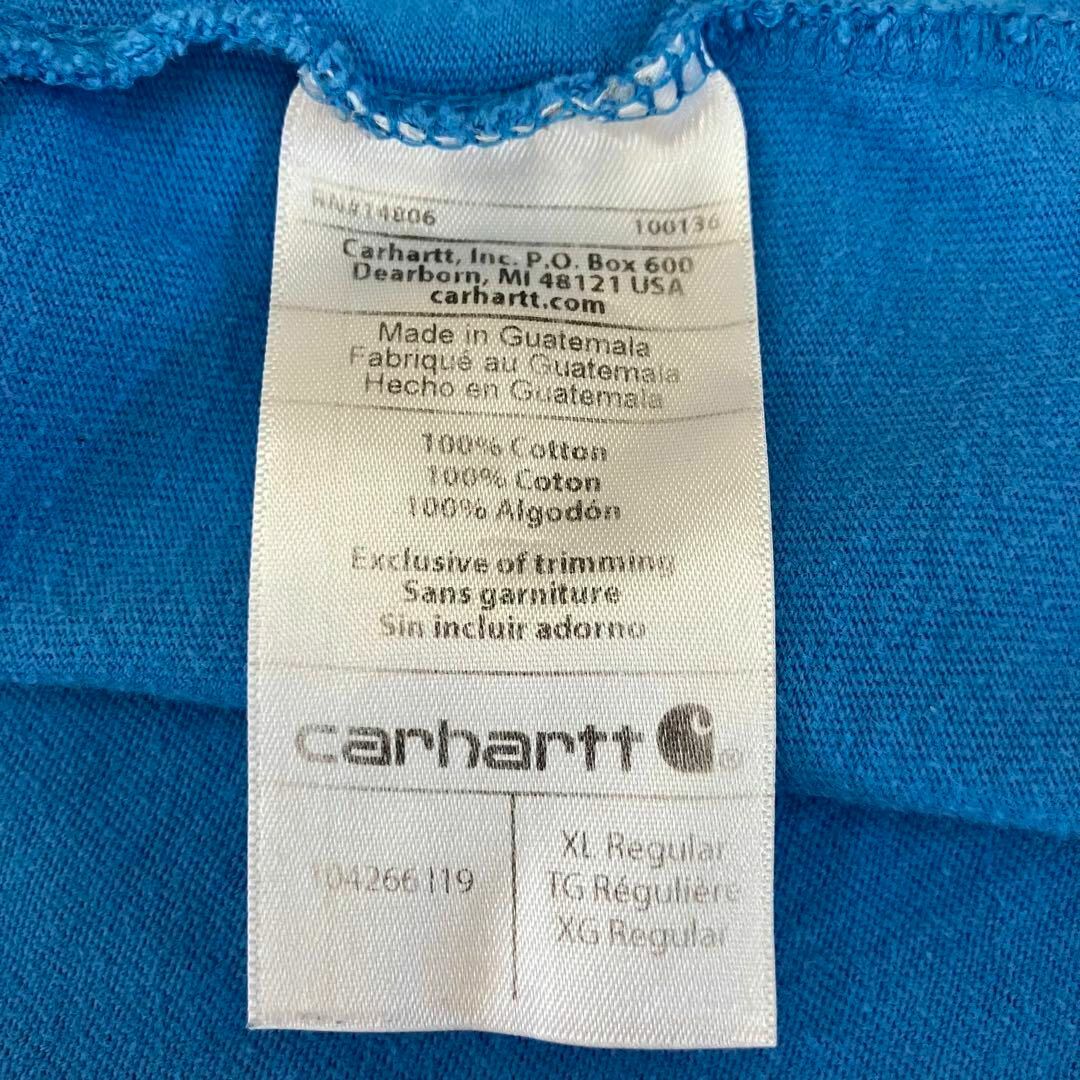 RN#14806
100136
Carhartt, Inc. P.O. Box 600
Dearborn, MI 48121 USA
carhartt.com
Made in Guatemala
Fabriqué au Guatemala
Hecho en Guatemala
100% Cotton
100% Coton
100% Algodón
Exclusive of trimming
Sans garniture
Sin incluir adorno
carhartt ®
104266 I19
XL Regular
TG Régulière
XG Regular